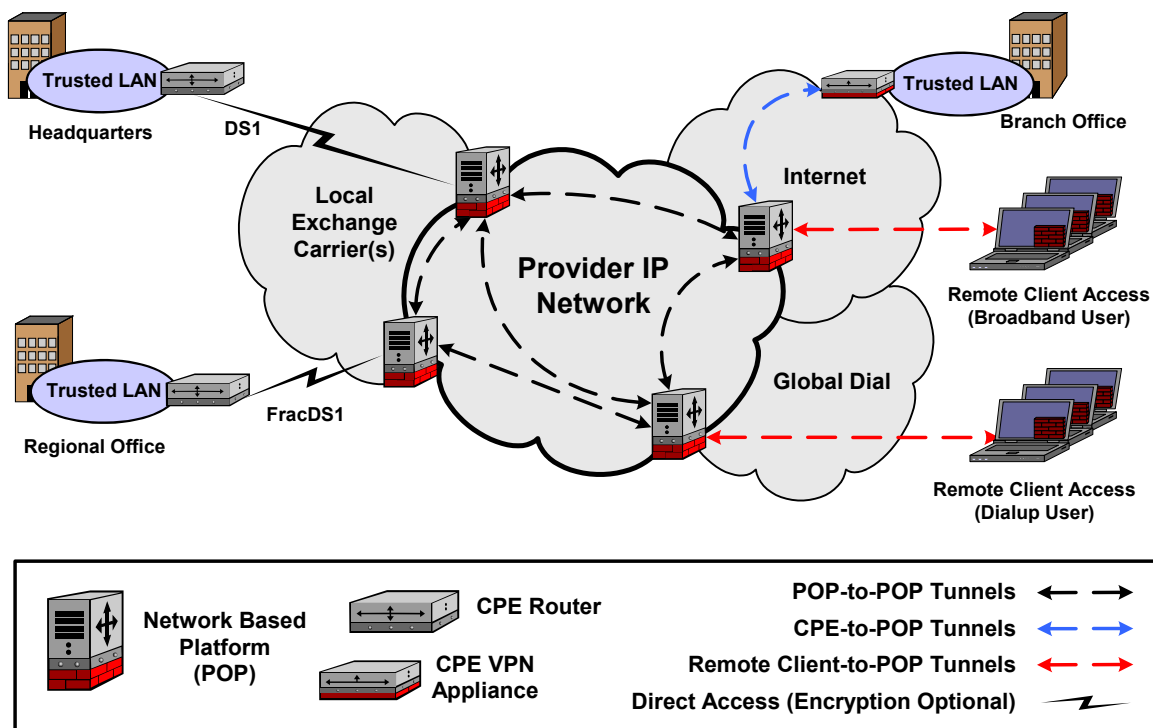 Trusted LAN
Headquarters
DS1
Trusted LAN
Branch Office
Local
Exchange
Carrier(s)
Internet
Provider IP
Network
Remote Client Access
(Broadband User)
Trusted LAN
Regional Office
FracDS1
Global Dial
Remote Client Access
(Dialup User)
Network Based
Platform
(POP)
CPE Router
CPE VPN
Appliance
POP-to-POP Tunnels
CPE-to-POP Tunnels
Remote Client-to-POP Tunnels
Direct Access (Encryption Optional)